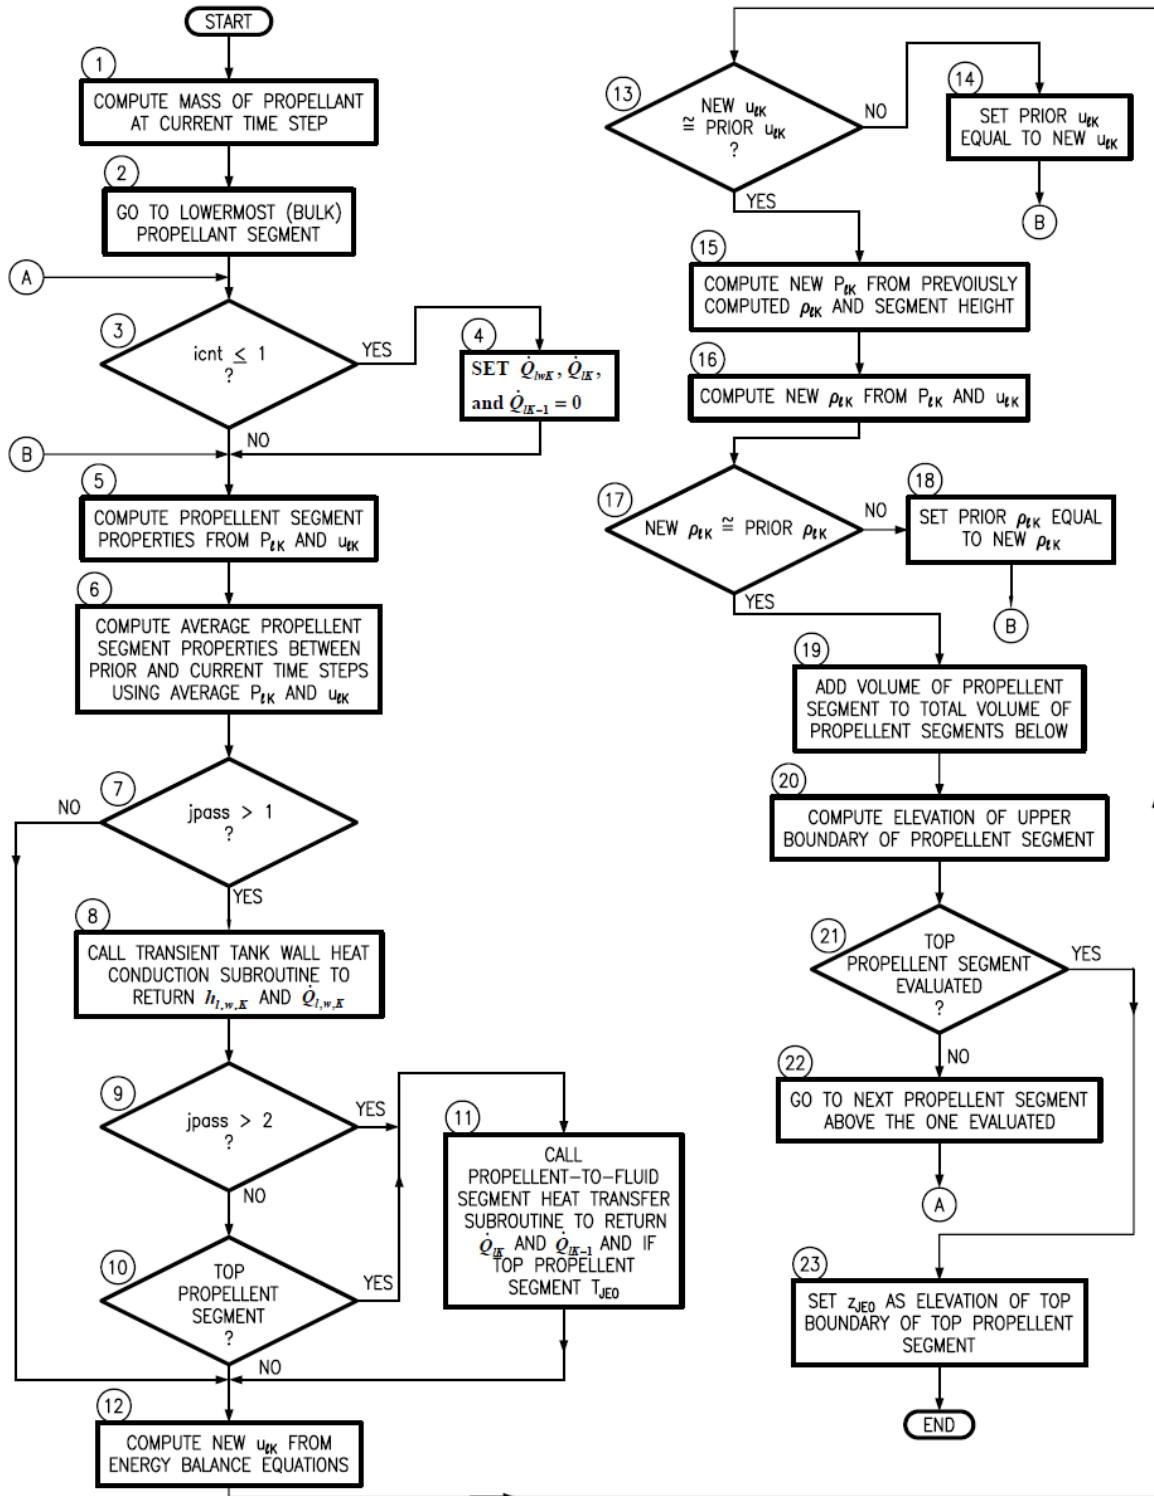 START
1
COMPUTE MASS OF PROPELLANT
AT CURRENT TIME STEP
2
GO TO LOWERMOST (BULK)
PROPELLANT SEGMENT
A
3
icnt ≤ 1
?
YES
4
SET Q̇lwK, Q̇lK,
and Q̇lK−1 = 0
NO
B
5
COMPUTE PROPELLENT SEGMENT
PROPERTIES FROM PℓK AND uℓK
6
COMPUTE AVERAGE PROPELLENT
SEGMENT PROPERTIES BETWEEN
PRIOR AND CURRENT TIME STEPS
USING AVERAGE PℓK AND uℓK
7
NO
jpass > 1
?
YES
8
CALL TRANSIENT TANK WALL HEAT
CONDUCTION SUBROUTINE TO
RETURN hl,w,K AND Q̇l,w,K
9
jpass > 2
?
YES
NO
10
TOP
PROPELLENT
SEGMENT
?
YES
NO
11
CALL
PROPELLENT-TO-FLUID
SEGMENT HEAT TRANSFER
SUBROUTINE TO RETURN
Q̇lK AND Q̇lK−1 AND IF
TOP PROPELLENT
SEGMENT TJEO
12
COMPUTE NEW uℓK FROM
ENERGY BALANCE EQUATIONS
13
NEW uℓK
≅ PRIOR uℓK
?
NO
14
SET PRIOR uℓK
EQUAL TO NEW uℓK
B
YES
15
COMPUTE NEW PℓK FROM PREVOIUSLY
COMPUTED ρℓK AND SEGMENT HEIGHT
16
COMPUTE NEW ρℓK FROM PℓK AND uℓK
17
NEW ρℓK ≅ PRIOR ρℓK
NO
18
SET PRIOR ρℓK EQUAL
TO NEW ρℓK
B
YES
19
ADD VOLUME OF PROPELLENT
SEGMENT TO TOTAL VOLUME OF
PROPELLENT SEGMENTS BELOW
20
COMPUTE ELEVATION OF UPPER
BOUNDARY OF PROPELLENT SEGMENT
21
TOP
PROPELLENT SEGMENT
EVALUATED
?
YES
NO
22
GO TO NEXT PROPELLENT SEGMENT
ABOVE THE ONE EVALUATED
A
23
SET zJEO AS ELEVATION OF TOP
BOUNDARY OF TOP PROPELLENT
SEGMENT
END